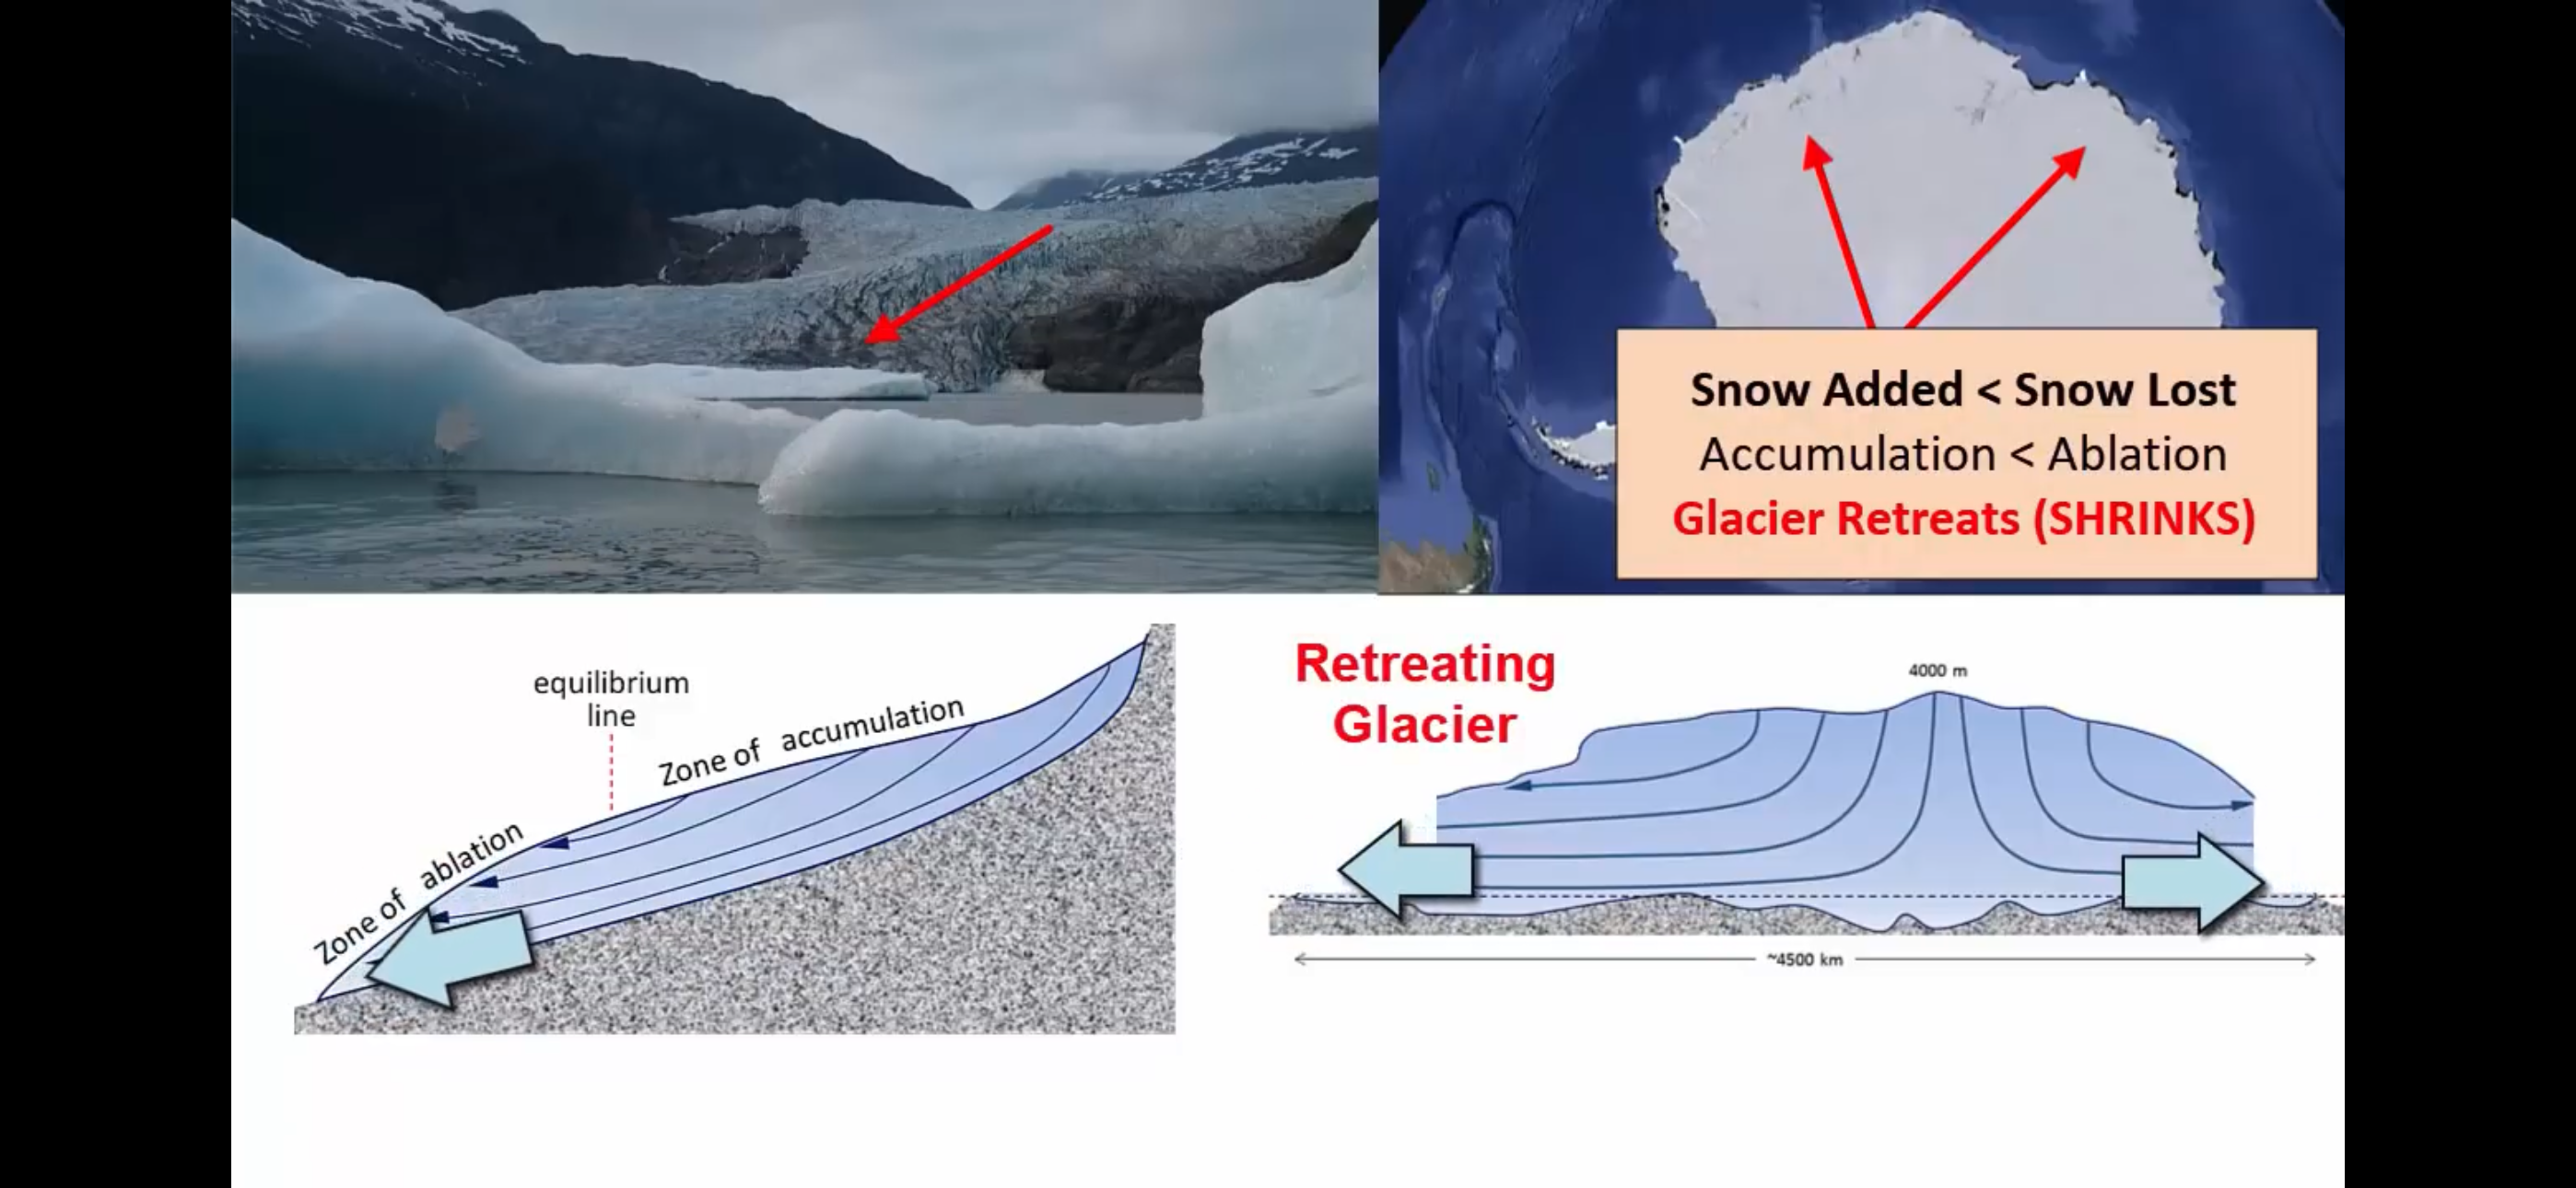 Snow Added < Snow Lost
Accumulation < Ablation
Glacier Retreats (SHRINKS)
equilibrium
line
Zone of accumulation
Zone of ablation
Retreating
Glacier
4000 m
~4500 km